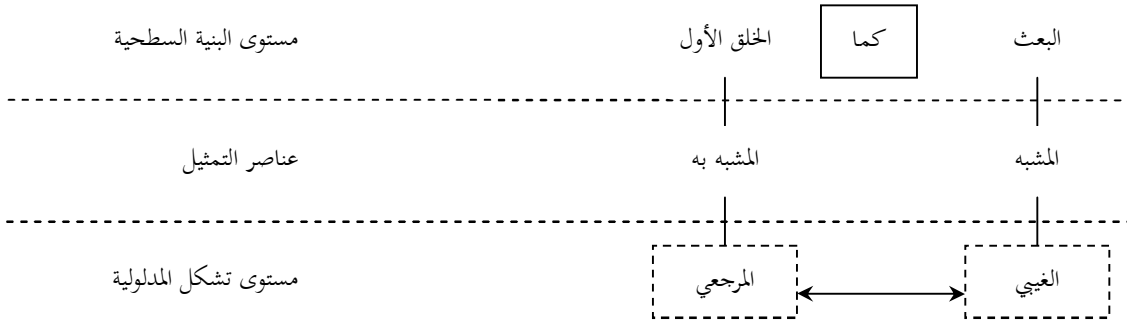 البعث كما الخلق الأول مستوى البنية السطحية
المشبه المشبه به عناصر التمثيل
الغيبي المرجعي مستوى تشكل المدلولية